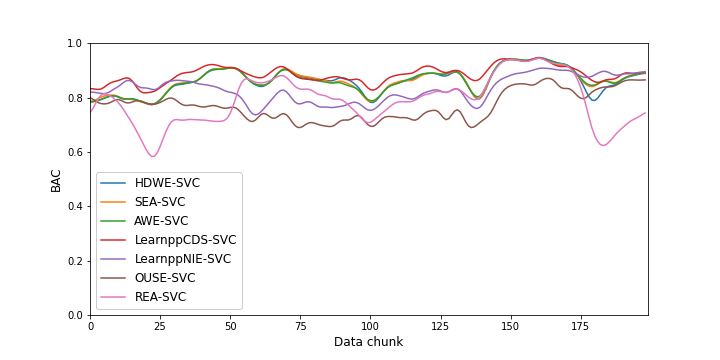 1.0
0.8
0.6
0.4
0.2
0.0
BAC
HDWE-SVC
SEA-SVC
AWE-SVC
LearnppCDS-SVC
LearnppNIE-SVC
OUSE-SVC
REA-SVC
0 25 50 75 100 125 150 175
Data chunk